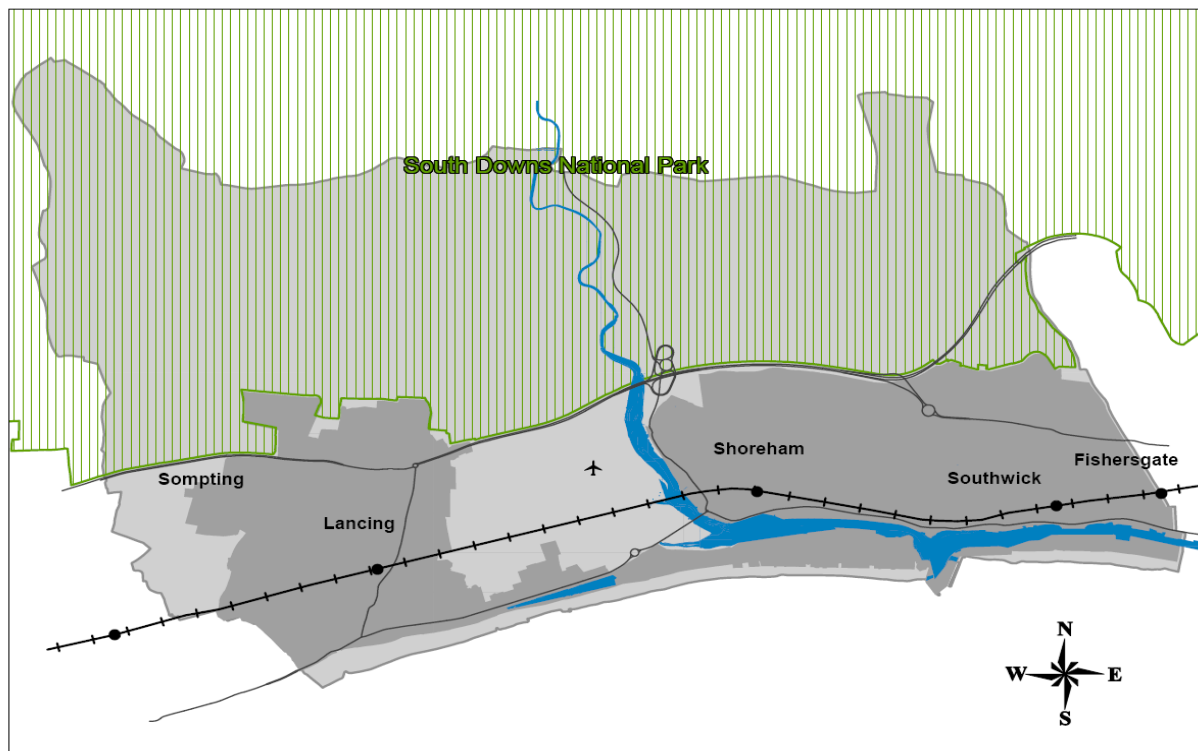 South Downs National Park
Shoreham
Fishersgate
Southwick
Sompting
Lancing
N
W E
S